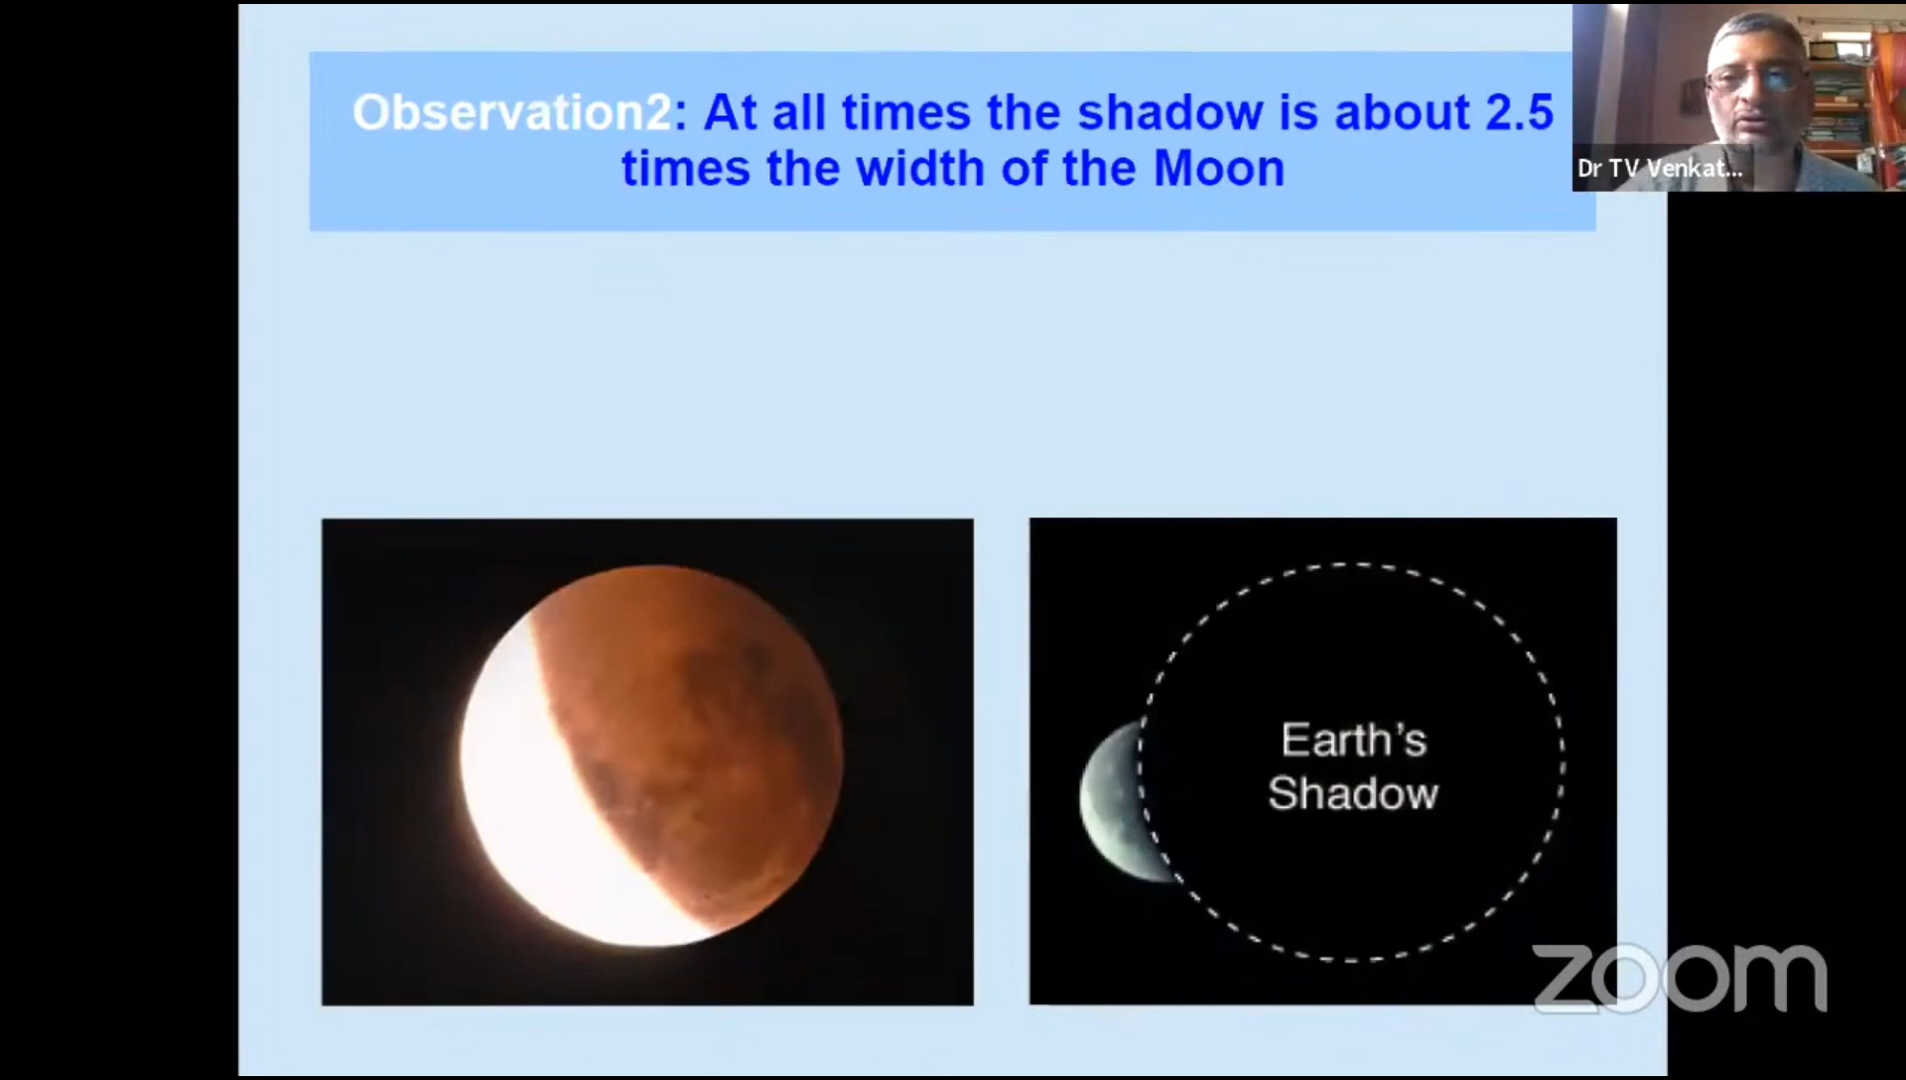 Observation2: At all times the shadow is about 2.5
times the width of the Moon
Dr TV Venkat...
Earth's
Shadow
zoom